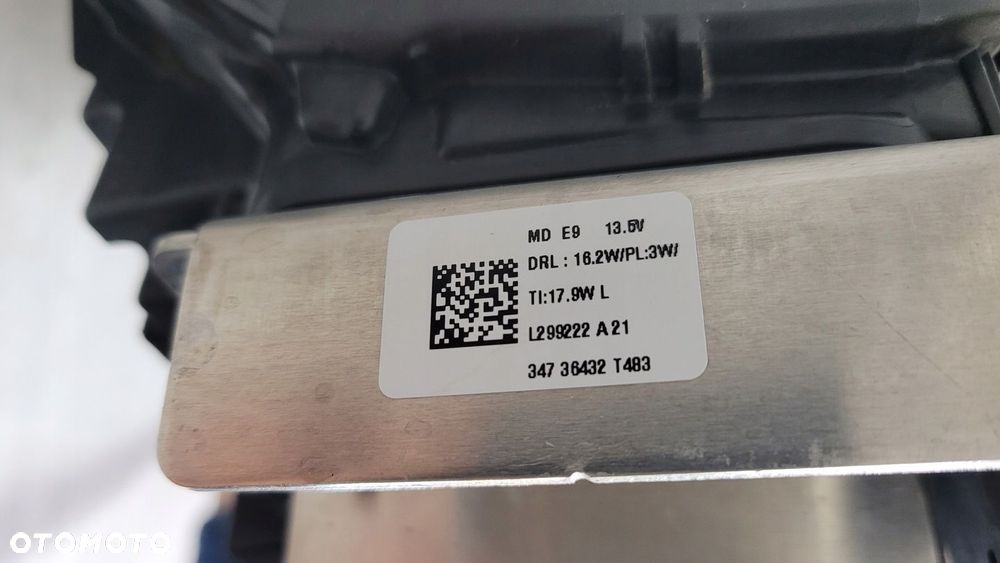 MD E9 13.5V
DRL : 16.2W/PL:3W/
TI:17.9W L
L299222 A21
347 36432 T483
OTOMOTO